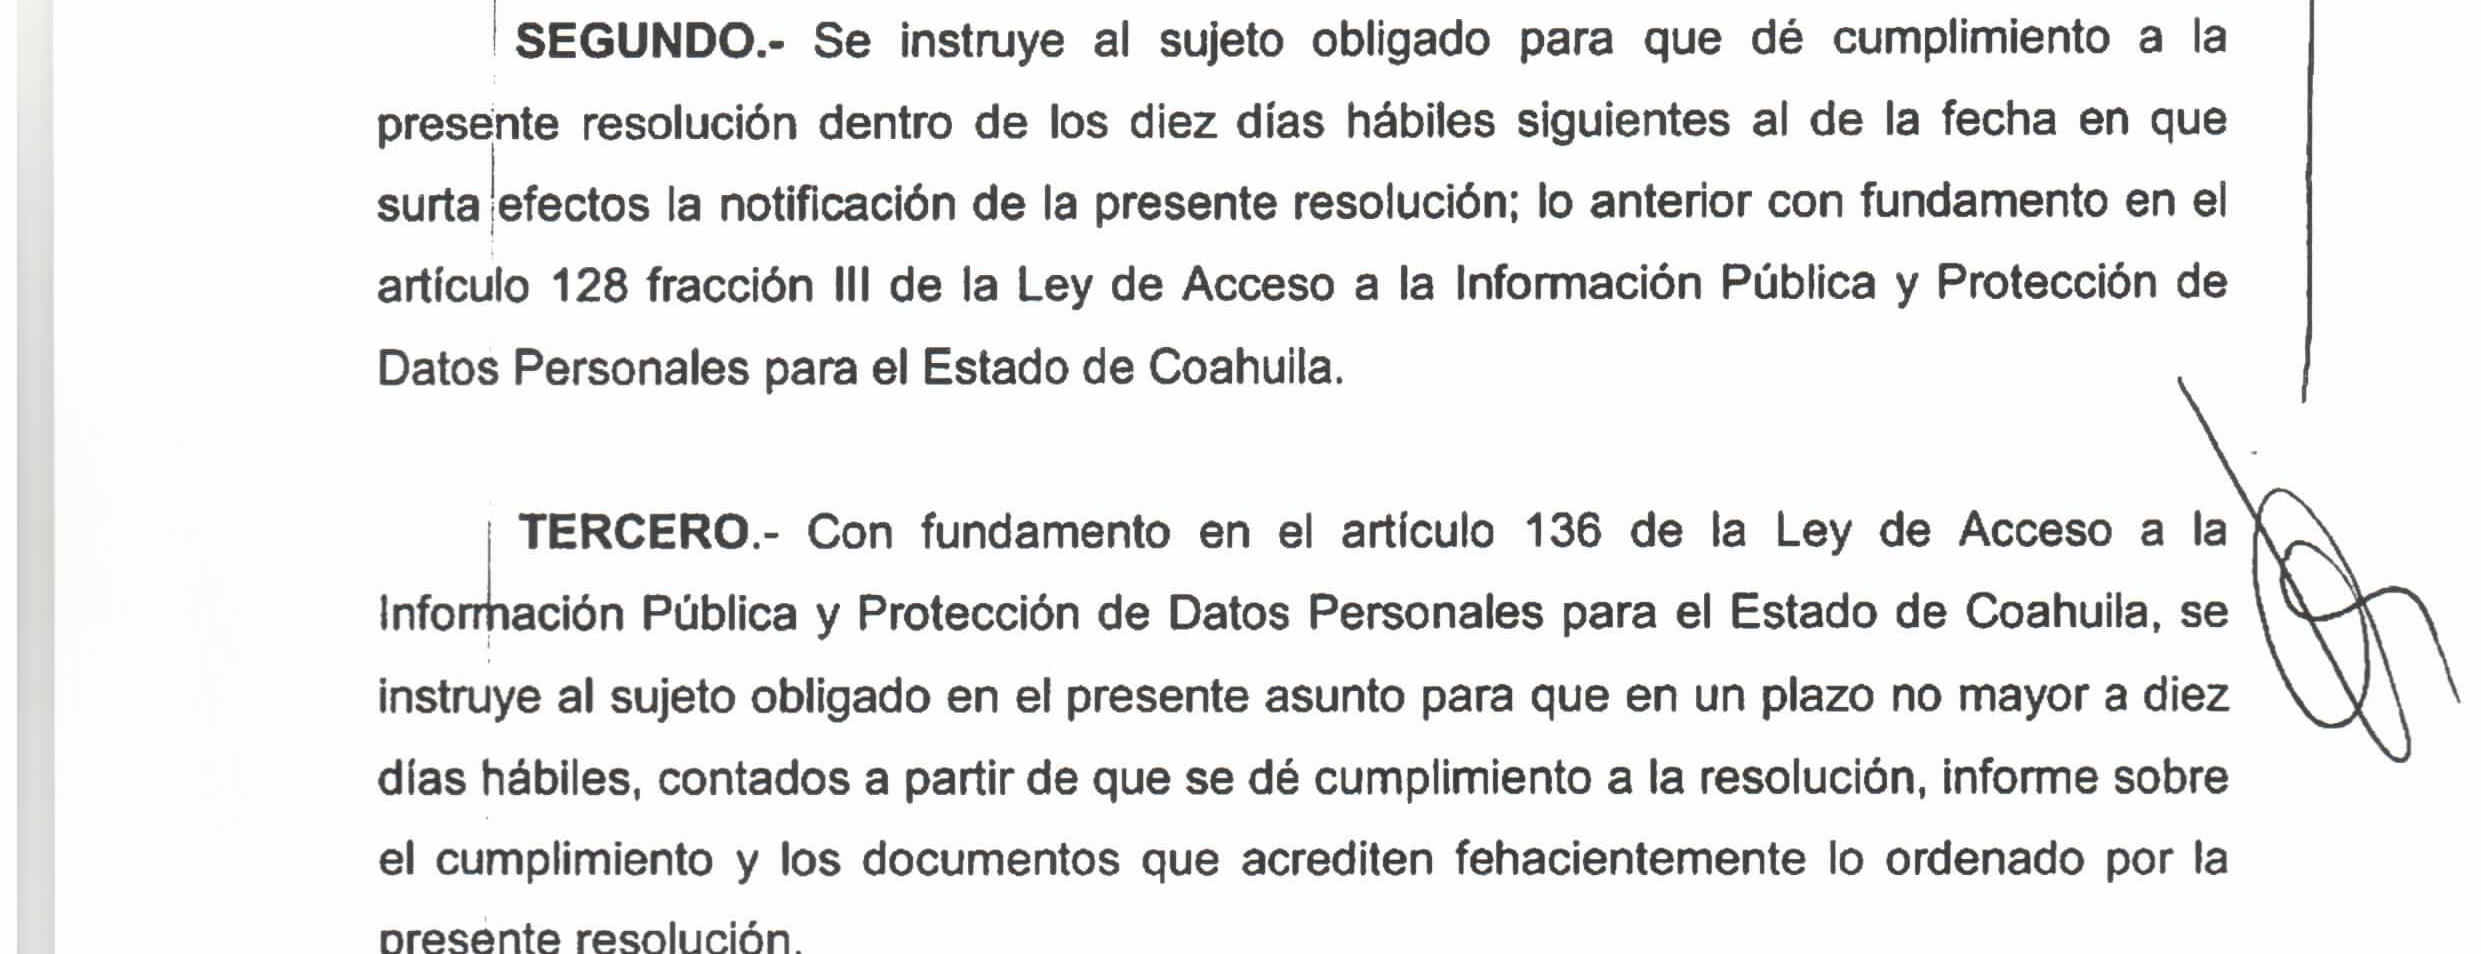 SEGUNDO.- Se instruye al sujeto obligado para que dé cumplimiento a la
presente resolución dentro de los diez días hábiles siguientes al de la fecha en que
surta efectos la notificación de la presente resolución; lo anterior con fundamento en el
artículo 128 fracción III de la Ley de Acceso a la Información Pública y Protección de
Datos Personales para el Estado de Coahuila.
TERCERO.- Con fundamento en el artículo 136 de la Ley de Acceso a la
Información Pública y Protección de Datos Personales para el Estado de Coahuila, se
instruye al sujeto obligado en el presente asunto para que en un plazo no mayor a diez
días hábiles, contados a partir de que se dé cumplimiento a la resolución, informe sobre
el cumplimiento y los documentos que acrediten fehacientemente lo ordenado por la
presente resolución.